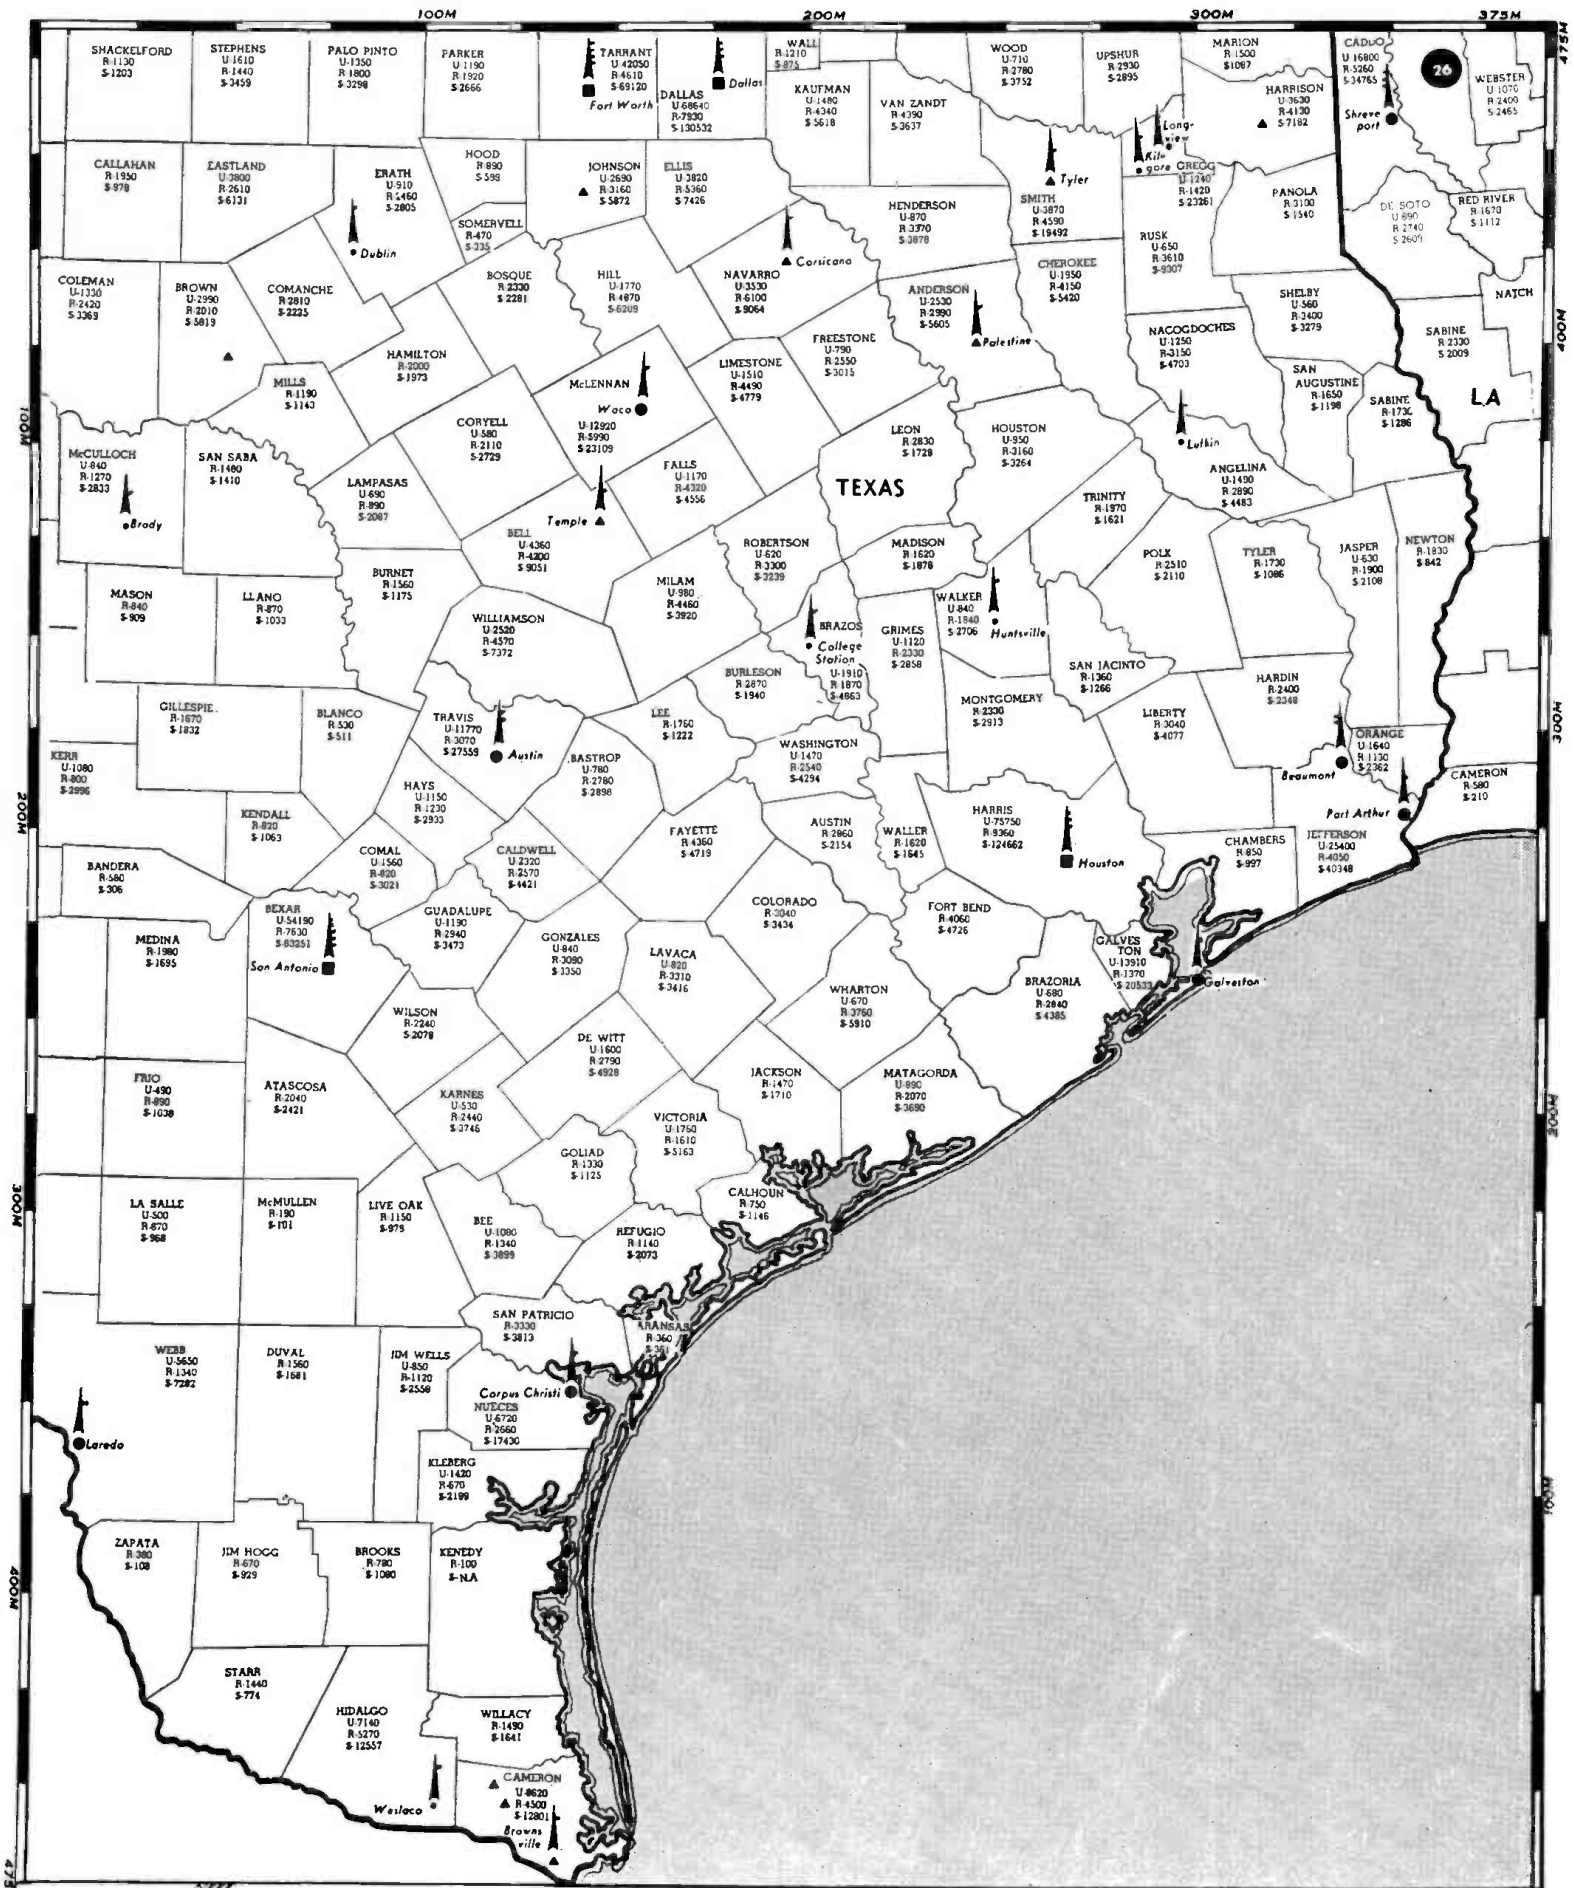 100M
200M
300M
375M
475M
SHACKELFORD
R-1130
S-1203
STEPHENS
U-1610
R-1440
S-3459
PALO PINTO
U-1350
R-1800
S-3298
PARKER
U-1190
R-1920
S-2666
TARRANT
U-42050
R-4610
S-69120
Fort Worth
DALLAS
U-68640
R-7930
S-130532
Dallas
WALL
R-1210
S-875
KAUFMAN
U-1480
R-4340
S-5618
VAN ZANDT
R-4390
S-3637
WOOD
U-710
R-2780
S-3752
UPSHUR
R-2930
S-2895
MARION
R-1500
S-1087
HARRISON
U-3630
R-4130
S-7182
CADDO
U-16800
R-5260
S-34765
Shreve
port
26
WEBSTER
U-1070
R-2400
S-2465
CALLAHAN
R-1950
S-978
EASTLAND
U-3800
R-2610
S-6131
ERATH
U-910
R-2460
S-2805
Dublin
HOOD
R-890
S-599
SOMERVELL
R-470
S-335
JOHNSON
U-2690
R-3160
S-5872
ELLIS
U-3820
R-5360
S-7426
HENDERSON
U-870
R-3370
S-3878
Tyler
SMITH
U-3870
R-4590
S-19492
Long-
view
Kil-
gore
GREGG
U-1240
R-1420
S-23261
PANOLA
R-3100
S-1540
DE SOTO
U-890
R-2740
S-2609
RED RIVER
R-1670
S-1112
COLEMAN
U-1330
R-2420
S-3369
BROWN
U-2990
R-2010
S-5819
COMANCHE
R-2810
S-2235
BOSQUE
R-2330
S-2281
HILL
U-1770
R-4870
S-6209
Corsicana
NAVARRO
U-3530
R-6100
S-9064
ANDERSON
U-2530
R-2990
S-5605
Palestine
CHEROKEE
U-1950
R-4150
S-5420
RUSK
U-650
R-3610
S-9307
SHELBY
U-560
R-3400
S-3279
NATCH
SABINE
R-2330
S-2009
400M
HAMILTON
R-2000
S-1973
MILLS
R-1190
S-1143
McLENNAN
Waco
U-12920
R-5990
S-23109
LIMESTONE
U-1510
R-4490
S-4779
FREESTONE
U-790
R-2550
S-3015
NACOGDOCHES
U-1250
R-3150
S-4703
SAN
AUGUSTINE
R-1650
S-1198
SABINE
S-1286
LA
100M
McCULLOCH
U-840
R-1270
S-2833
Brady
SAN SABA
R-1480
S-1410
LAMPASAS
U-690
R-890
S-2087
CORYELL
U-580
R-2110
S-2729
FALLS
U-1170
R-4320
S-4556
LEON
R-2830
S-1728
TEXAS
HOUSTON
U-950
R-3160
S-3264
Lufkin
ANGELINA
U-1490
R-2890
S-4483
TRINITY
R-1970
S-1621
Temple
BELL
U-4360
R-4200
S-9051
ROBERTSON
U-620
R-3300
S-3239
MADISON
R-1620
S-1878
POLK
R-2510
S-2110
TYLER
R-1730
S-1086
JASPER
U-630
R-1900
S-2108
NEWTON
R-1830
S-842
MASON
R-840
S-909
LLANO
R-870
S-1033
BURNET
R-1560
S-1175
WILLIAMSON
U-2520
R-4570
S-7372
MILAM
U-980
R-4460
S-3920
BRAZOS
College
Station
U-1910
R-1870
S-4863
GRIMES
U-1120
R-2330
S-2858
WALKER
U-840
R-1840
S-2706
Huntsville
SAN JACINTO
R-1360
S-1266
HARDIN
R-2400
S-2348
BURLESON
R-2870
S-1940
MONTGOMERY
R-2330
S-2913
LIBERTY
R-3040
S-4077
300M
GILLESPIE
R-1670
S-1832
BLANCO
R-530
S-511
TRAVIS
U-11770
R-3070
S-27559
Austin
LEE
R-1760
S-1222
BASTROP
U-780
R-2780
S-2898
WASHINGTON
U-1470
R-2540
S-4294
Beaumont
ORANGE
U-1640
R-1130
S-2362
CAMERON
R-580
S-210
Port Arthur
JEFFERSON
U-25400
R-4050
S-40348
KERR
U-1080
R-800
S-2996
200M
KENDALL
R-820
S-1063
HAYS
U-1150
R-1230
S-2933
COMAL
U-1560
R-820
S-3021
CALDWELL
U-2320
R-2570
S-4421
FAYETTE
R-4360
S-4719
AUSTIN
R-2860
S-2154
WALLER
R-1620
S-1645
HARRIS
U-75750
R-9360
S-124662
Houston
CHAMBERS
R-850
S-997
BANDERA
R-580
S-306
MEDINA
R-1980
S-1695
BEXAR
U-54190
R-7630
S-83251
San Antonio
GUADALUPE
U-1190
R-2940
S-3473
GONZALES
U-840
R-3090
S-3350
LAVACA
U-820
R-3310
S-3416
COLORADO
R-3040
S-3434
FORT BEND
R-4060
S-4726
GALVES
TON
U-13910
R-1370
S-20533
Galveston
BRAZORIA
U-680
R-2840
S-4385
WHARTON
U-670
R-3760
S-5910
WILSON
R-2240
S-2078
DE WITT
U-1600
R-2790
S-4928
FRIO
U-490
R-890
S-1038
ATASCOSA
R-2040
S-2421
KARNES
U-530
R-2440
S-3746
VICTORIA
U-1760
R-1610
S-5163
JACKSON
R-1470
S-1710
MATAGORDA
U-890
R-2070
S-3690
200M
GOLIAD
R-1330
S-1125
CALHOUN
R-750
S-1146
300M
LA SALLE
U-500
R-670
S-968
McMULLEN
R-190
S-101
LIVE OAK
R-1150
S-979
BEE
U-1080
R-1340
S-3899
REFUGIO
R-1140
S-2073
SAN PATRICIO
R-3330
S-3813
ARANSAS
R-360
S-351
WEBB
U-5650
R-1340
S-7282
Laredo
DUVAL
R-1560
S-1681
JIM WELLS
U-850
R-1120
S-2558
Corpus Christi
NUECES
U-6720
R-2660
S-17430
KLEBERG
U-1420
R-670
S-2199
100M
ZAPATA
R-380
S-108
JIM HOGG
R-670
S-929
BROOKS
R-780
S-1080
KENEDY
R-100
S-N.A
400M
STARR
R-1440
S-774
HIDALGO
U-7140
R-5270
S-12557
WILLACY
R-1490
S-1641
Weslaco
CAMERON
U-8620
R-4500
S-12801
Browns
ville
475